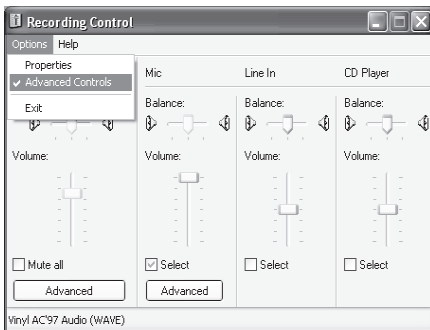 Recording Control
Options Help
Properties
Advanced Controls
Exit
Mic Line In CD Player
Balance: Balance: Balance:
Volume: Volume: Volume: Volume:
Mute all Select Select Select
Advanced Advanced
Vinyl AC'97 Audio (WAVE)